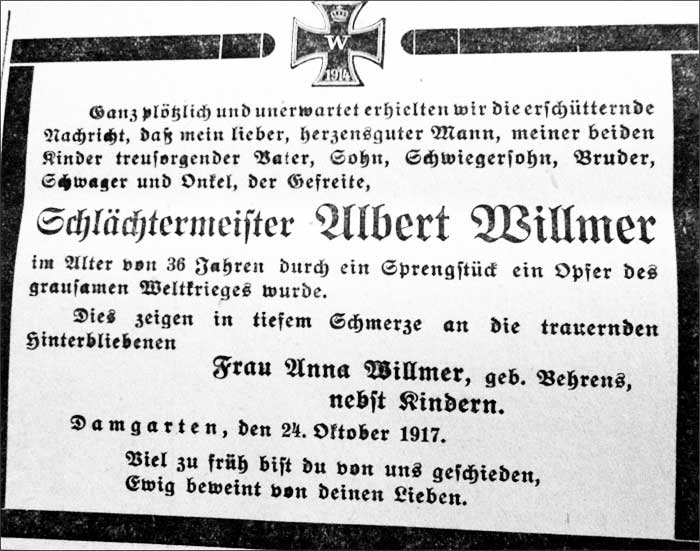 W
1914
Ganz plötzlich und unerwartet erhielten wir die erschütternde
Nachricht, daß mein lieber, herzensguter Mann, meiner beiden
Kinder treusorgender Vater, Sohn, Schwiegersohn, Bruder,
Schwager und Onkel, der Gefreite,
Schlächtermeister Albert Willmer
im Alter von 36 Jahren durch ein Sprengstück ein Opfer des
grausamen Weltkrieges wurde.
Dies zeigen in tiefem Schmerze an die trauernden
Hinterbliebenen
Frau Anna Willmer, geb. Behrens,
nebst Kindern.
Damgarten, den 24. Oktober 1917.
Viel zu früh bist du von uns geschieden,
Ewig beweint von deinen Lieben.